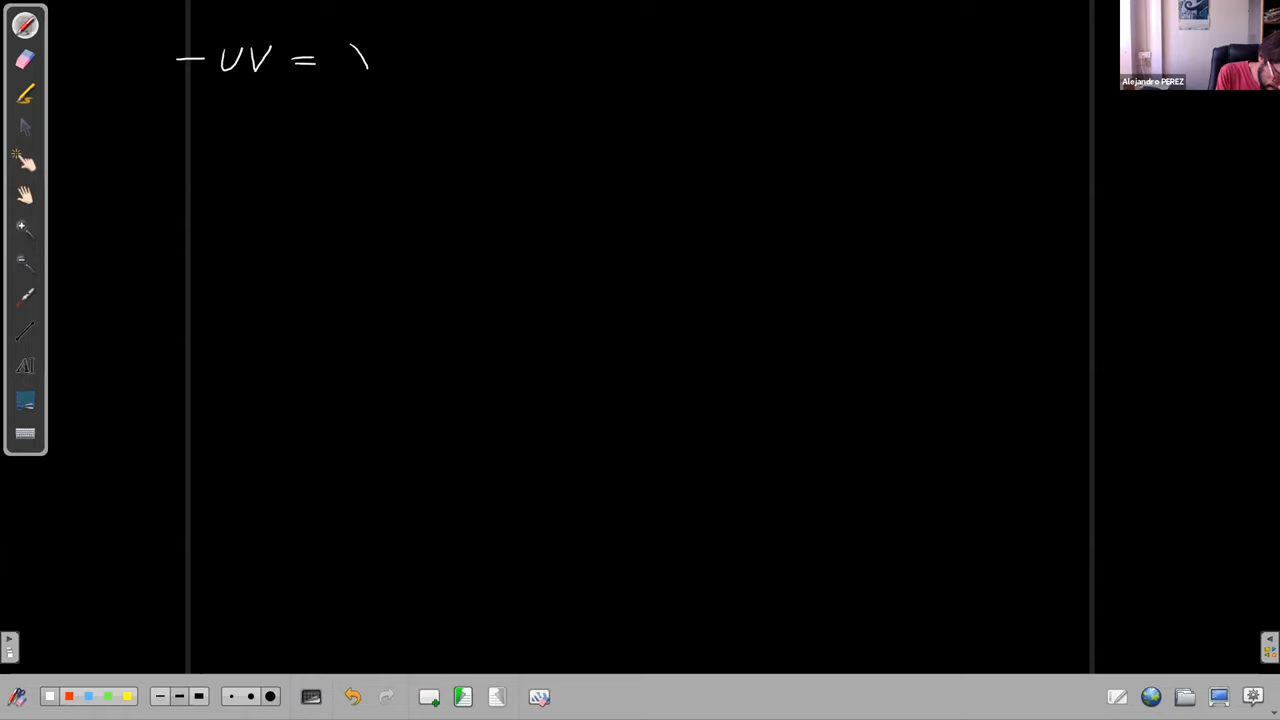 - UV = \
Alejandro PEREZ